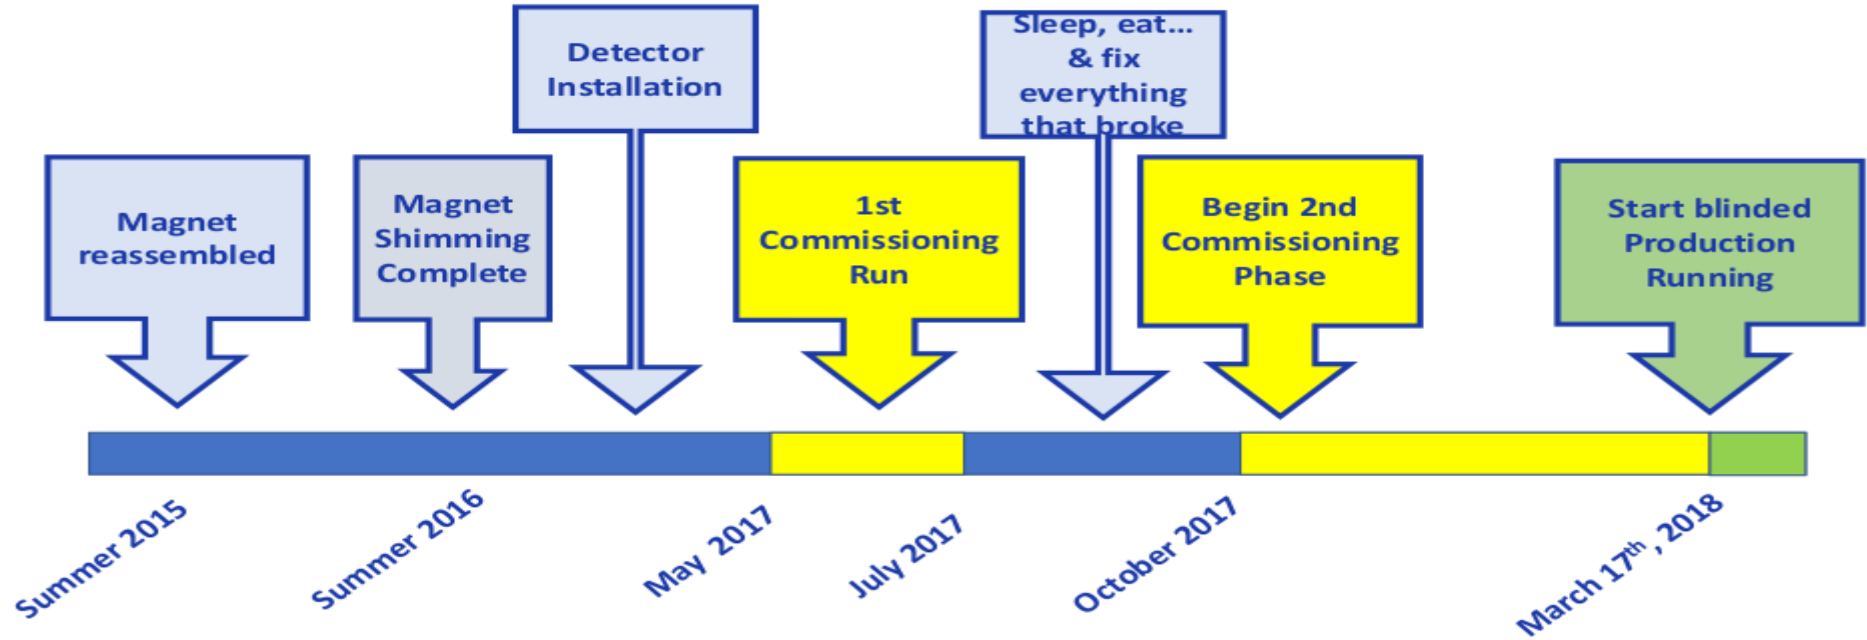 Detector
Installation
Sleep, eat...
& fix
everything
that broke
Magnet
reassembled
Magnet
Shimming
Complete
1st
Commissioning
Run
Begin 2nd
Commissioning
Phase
Start blinded
Production
Running
Summer 2015
Summer 2016
May 2017
July 2017
October 2017
March 17th, 2018